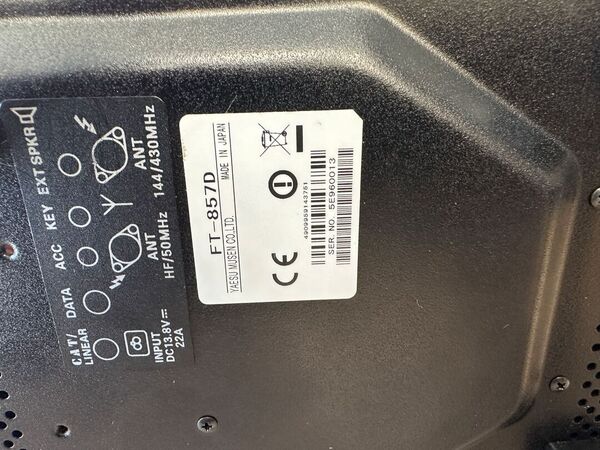 EXT SPKR
KEY
ACC
DATA
CAT/
LINEAR
ANT
144/430MHz
ANT
HF/50MHz
INPUT
DC13.8V
22A
FT-857D
YAESU MUSEN CO.,LTD. MADE IN JAPAN
CE
4909959143761
SER. NO. 5E960013